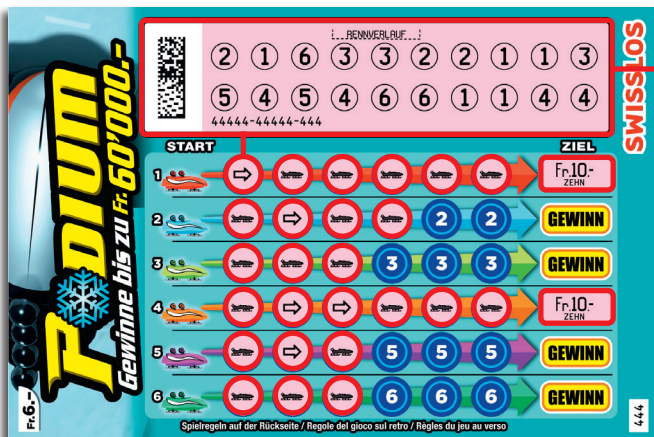 PODIUM
Gewinne bis zu Fr. 60'000.-
Fr.6.-
RENNVERLAUF
2 1 6 3 3 2 2 1 1 3
5 4 5 4 6 6 1 1 4 4
44444-44444-444
SWISSLOS
START ZIEL
1 Fr.10.-
ZEHN
2 2 2 GEWINN
3 3 3 3 GEWINN
4 Fr.10.-
ZEHN
5 5 5 5 GEWINN
6 6 6 6 GEWINN
Spielregeln auf der Rückseite / Regole del gioco sul retro / Règles du jeu au verso
444